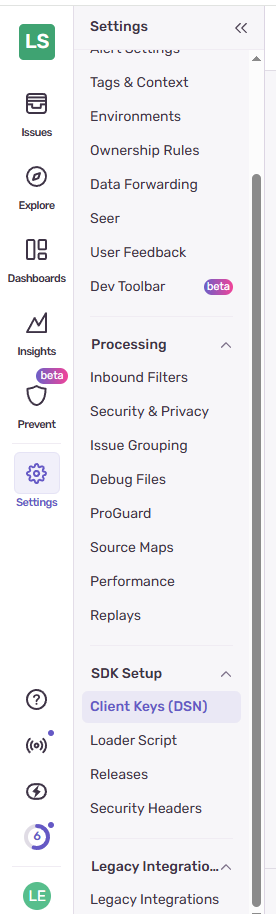 LS
Issues
Explore
Dashboards
Insights
beta
Prevent
Settings
6
LE
Settings
Alert Settings
Tags & Context
Environments
Ownership Rules
Data Forwarding
Seer
User Feedback
Dev Toolbar beta
Processing
Inbound Filters
Security & Privacy
Issue Grouping
Debug Files
ProGuard
Source Maps
Performance
Replays
SDK Setup
Client Keys (DSN)
Loader Script
Releases
Security Headers
Legacy Integratio...
Legacy Integrations